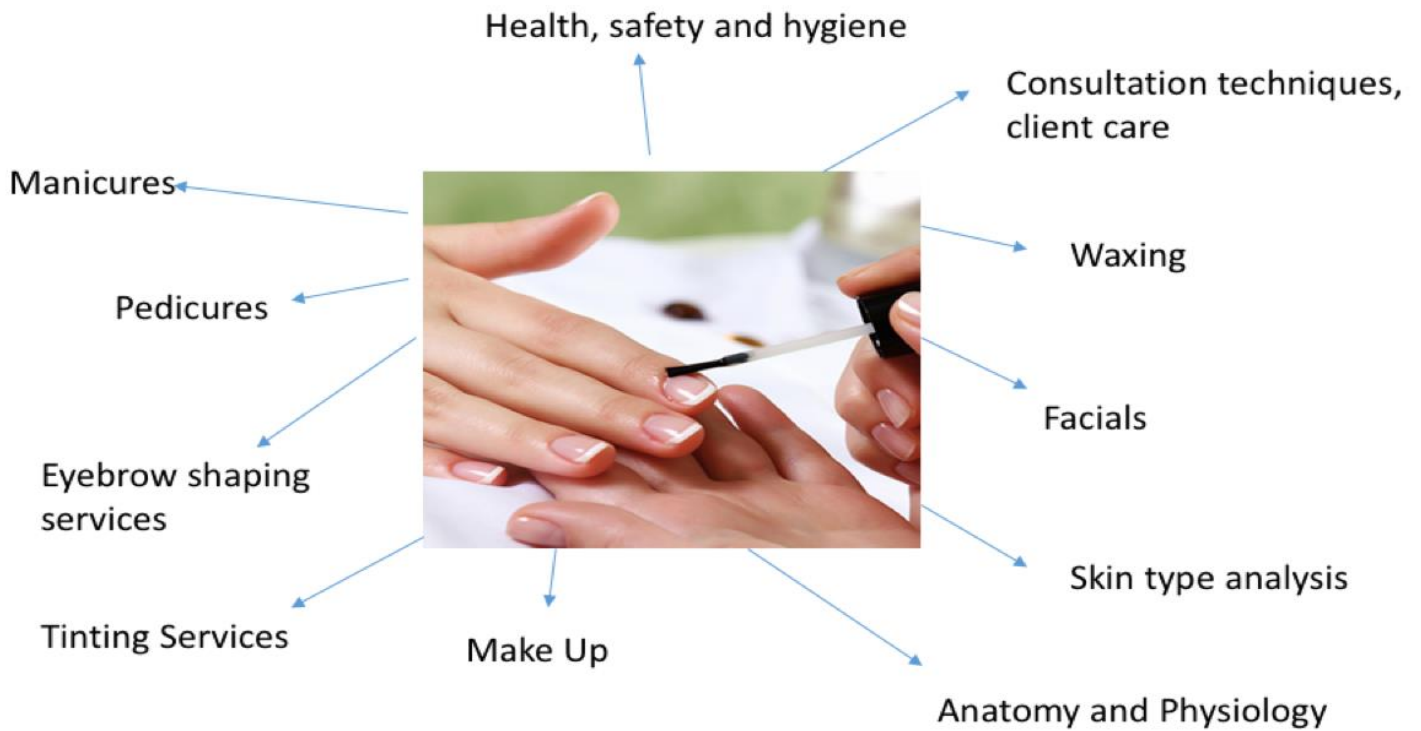 Health, safety and hygiene
Consultation techniques,
client care
Manicures
Waxing
Pedicures
Facials
Eyebrow shaping
services
Skin type analysis
Tinting Services
Make Up
Anatomy and Physiology